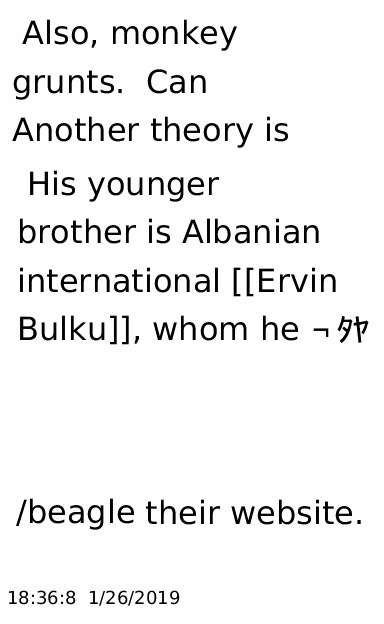 Also, monkey
grunts.  Can
Another theory is
His younger
brother is Albanian
international [[Ervin
Bulku]], whom he ¬ ﾀﾔ
/beagle their website.
18:36:8  1/26/2019